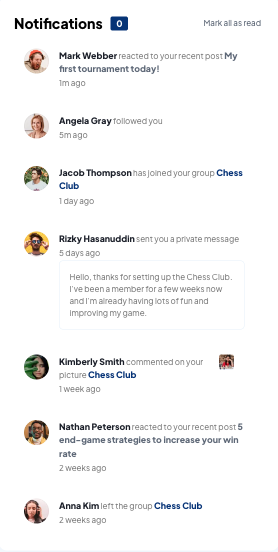 Notifications 0 Mark all as read
Mark Webber reacted to your recent post My
first tournament today!
1m ago
Angela Gray followed you
5m ago
Jacob Thompson has joined your group Chess
Club
1 day ago
Rizky Hasanuddin sent you a private message
5 days ago
Hello, thanks for setting up the Chess Club.
I've been a member for a few weeks now
and I'm already having lots of fun and
improving my game.
Kimberly Smith commented on your
picture Chess Club
1 week ago
Nathan Peterson reacted to your recent post 5
end-game strategies to increase your win
rate
2 weeks ago
Anna Kim left the group Chess Club
2 weeks ago